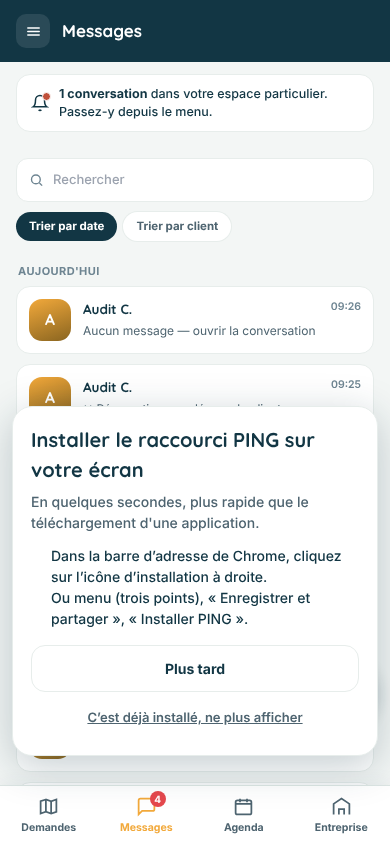 Messages
1 conversation dans votre espace particulier.
Passez-y depuis le menu.
Rechercher
Trier par date
Trier par client
AUJOURD'HUI
A
Audit C.
09:26
Aucun message — ouvrir la conversation
A
Audit C.
09:25
Installer le raccourci PING sur
votre écran
En quelques secondes, plus rapide que le
téléchargement d'une application.
Dans la barre d’adresse de Chrome, cliquez
sur l’icône d’installation à droite.
Ou menu (trois points), « Enregistrer et
partager », « Installer PING ».
Plus tard
C’est déjà installé, ne plus afficher
4
Demandes
Messages
Agenda
Entreprise